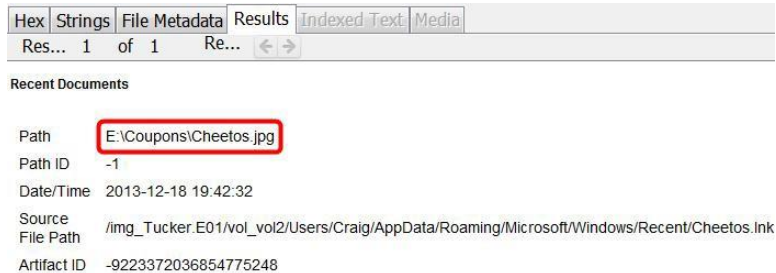 Hex Strings File Metadata Results Indexed Text Media
Res... 1 of 1 Re...
Recent Documents
Path E:\Coupons\Cheetos.jpg
Path ID -1
Date/Time 2013-12-18 19:42:32
Source
File Path /img_Tucker.E01/vol_vol2/Users/Craig/AppData/Roaming/Microsoft/Windows/Recent/Cheetos.lnk
Artifact ID -9223372036854775248